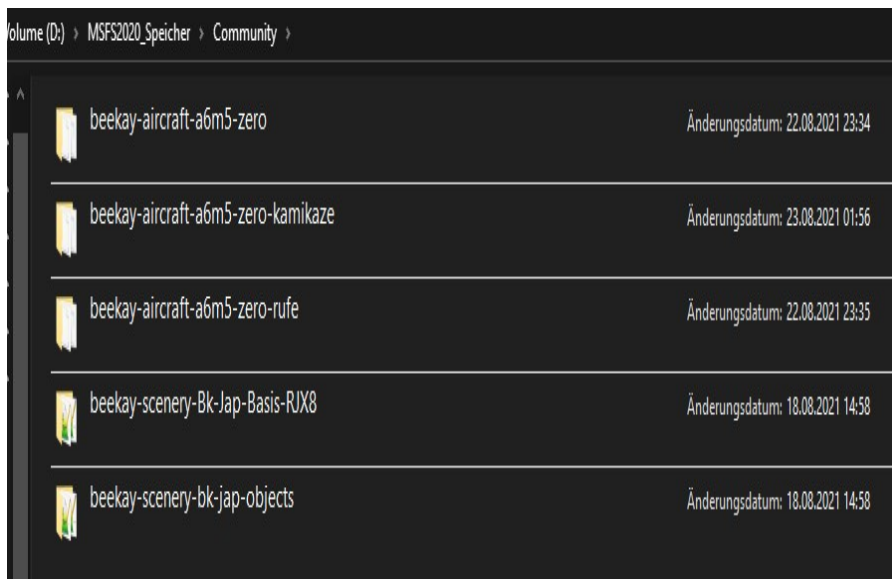 Volume (D:) › MSFS2020_Speicher › Community ›
beekay-aircraft-a6m5-zero Änderungsdatum: 22.08.2021 23:34
beekay-aircraft-a6m5-zero-kamikaze Änderungsdatum: 23.08.2021 01:56
beekay-aircraft-a6m5-zero-rufe Änderungsdatum: 22.08.2021 23:35
beekay-scenery-Bk-Jap-Basis-RJX8 Änderungsdatum: 18.08.2021 14:58
beekay-scenery-bk-jap-objects Änderungsdatum: 18.08.2021 14:58